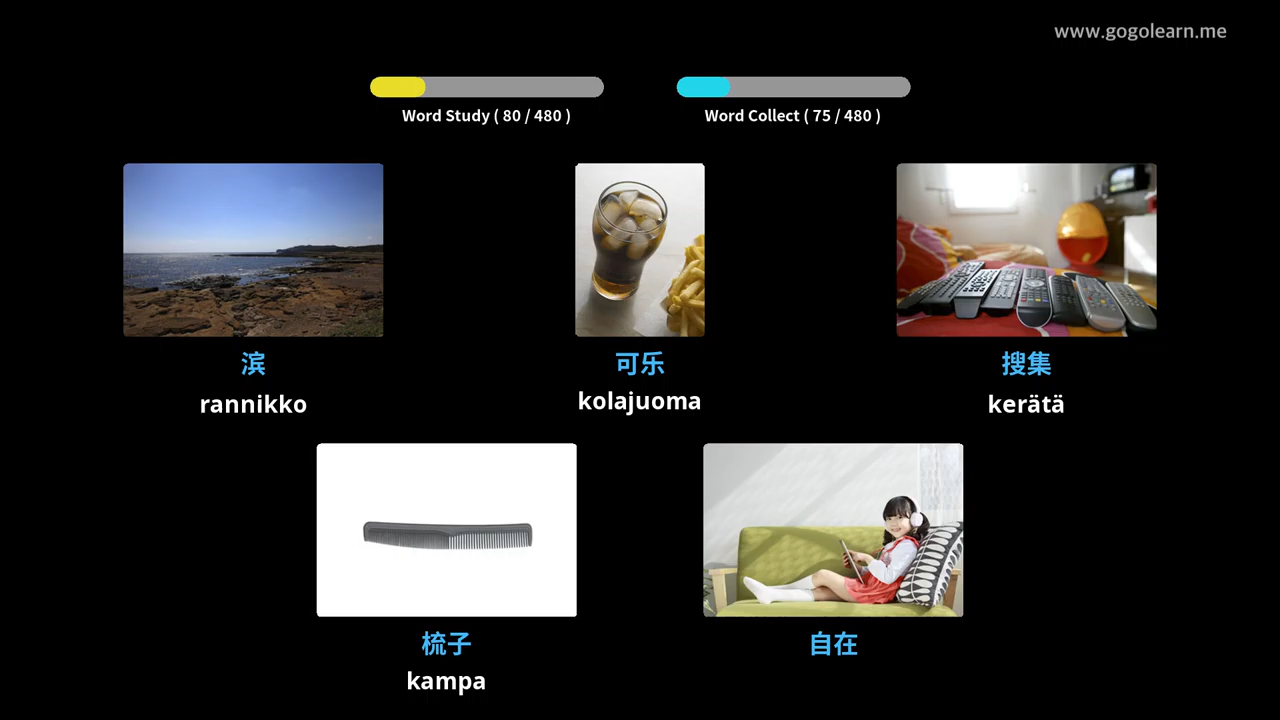 www.gogolearn.me
Word Study ( 80 / 480 )
Word Collect ( 75 / 480 )
滨
rannikko
可乐
kolajuoma
搜集
kerätä
梳子
kampa
自在